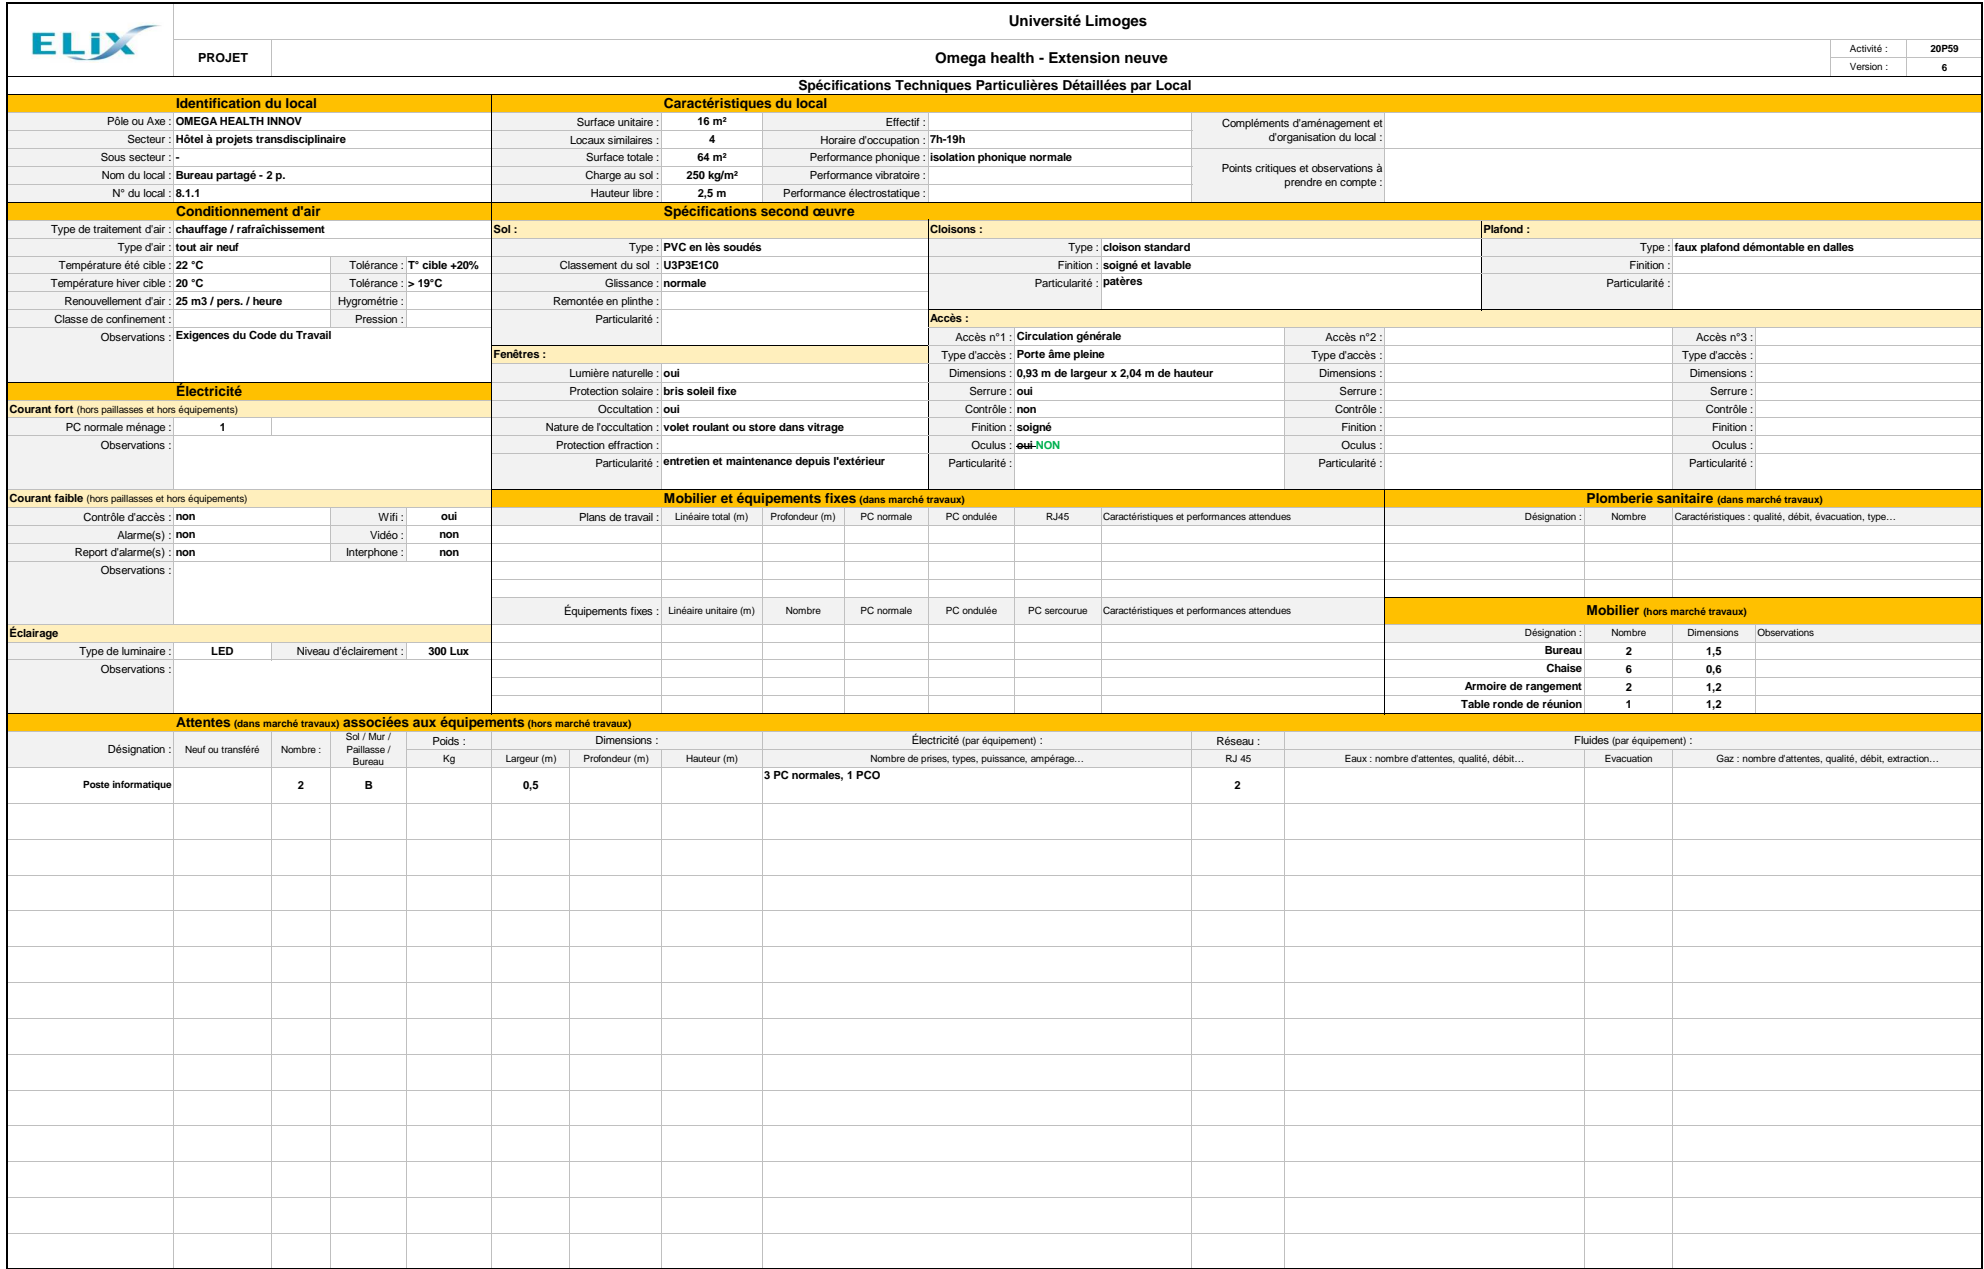 ELiX
Université Limoges
PROJET
Omega health - Extension neuve
Activité : 20P59
Version : 6
Spécifications Techniques Particulières Détaillées par Local
Identification du local
Pôle ou Axe : OMEGA HEALTH INNOV
Secteur : Hôtel à projets transdisciplinaire
Sous secteur : -
Nom du local : Bureau partagé - 2 p.
N° du local : 8.1.1
Caractéristiques du local
Surface unitaire : 16 m² Effectif :
Locaux similaires : 4 Horaire d'occupation : 7h-19h
Surface totale : 64 m² Performance phonique : isolation phonique normale
Charge au sol : 250 kg/m² Performance vibratoire :
Hauteur libre : 2,5 m Performance électrostatique :
Compléments d'aménagement et
d'organisation du local :
Points critiques et observations à
prendre en compte :
Conditionnement d'air
Type de traitement d'air : chauffage / rafraîchissement
Type d'air : tout air neuf
Température été cible : 22 °C Tolérance : T° cible +20%
Température hiver cible : 20 °C Tolérance : > 19°C
Renouvellement d'air : 25 m3 / pers. / heure Hygrométrie :
Classe de confinement : Pression :
Observations : Exigences du Code du Travail
Spécifications second œuvre
Sol :
Type : PVC en lès soudés
Classement du sol : U3P3E1C0
Glissance : normale
Remontée en plinthe :
Particularité :
Cloisons :
Type : cloison standard
Finition : soigné et lavable
Particularité : patères
Plafond :
Type : faux plafond démontable en dalles
Finition :
Particularité :
Fenêtres :
Lumière naturelle : oui
Protection solaire : bris soleil fixe
Occultation : oui
Nature de l'occultation : volet roulant ou store dans vitrage
Protection effraction :
Particularité : entretien et maintenance depuis l'extérieur
Accès :
Accès n°1 : Circulation générale Accès n°2 : Accès n°3 :
Type d'accès : Porte âme pleine Type d'accès : Type d'accès :
Dimensions : 0,93 m de largeur x 2,04 m de hauteur Dimensions : Dimensions :
Serrure : oui Serrure : Serrure :
Contrôle : non Contrôle : Contrôle :
Finition : soigné Finition : Finition :
Oculus : oui NON Oculus : Oculus :
Particularité : Particularité : Particularité :
Électricité
Courant fort (hors paillasses et hors équipements)
PC normale ménage : 1
Observations :
Courant faible (hors paillasses et hors équipements)
Contrôle d'accès : non Wifi : oui
Alarme(s) : non Vidéo : non
Report d'alarme(s) : non Interphone : non
Observations :
Éclairage
Type de luminaire : LED Niveau d'éclairement : 300 Lux
Observations :
Mobilier et équipements fixes (dans marché travaux)
Plans de travail : Linéaire total (m) Profondeur (m) PC normale PC ondulée RJ45 Caractéristiques et performances attendues
Équipements fixes : Linéaire unitaire (m) Nombre PC normale PC ondulée PC sercourue Caractéristiques et performances attendues
Plomberie sanitaire (dans marché travaux)
Désignation : Nombre Caractéristiques : qualité, débit, évacuation, type…
Mobilier (hors marché travaux)
Désignation : Nombre Dimensions Observations
Bureau 2 1,5
Chaise 6 0,6
Armoire de rangement 2 1,2
Table ronde de réunion 1 1,2
Attentes (dans marché travaux) associées aux équipements (hors marché travaux)
Désignation : Neuf ou transféré Nombre :
Sol / Mur /
Paillasse /
Bureau
Poids : Dimensions : Électricité (par équipement) : Réseau : Fluides (par équipement) :
Kg Largeur (m) Profondeur (m) Hauteur (m) Nombre de prises, types, puissance, ampérage… RJ 45 Eaux : nombre d'attentes, qualité, débit… Evacuation Gaz : nombre d'attentes, qualité, débit, extraction…
Poste informatique 2 B 0,5 3 PC normales, 1 PCO 2